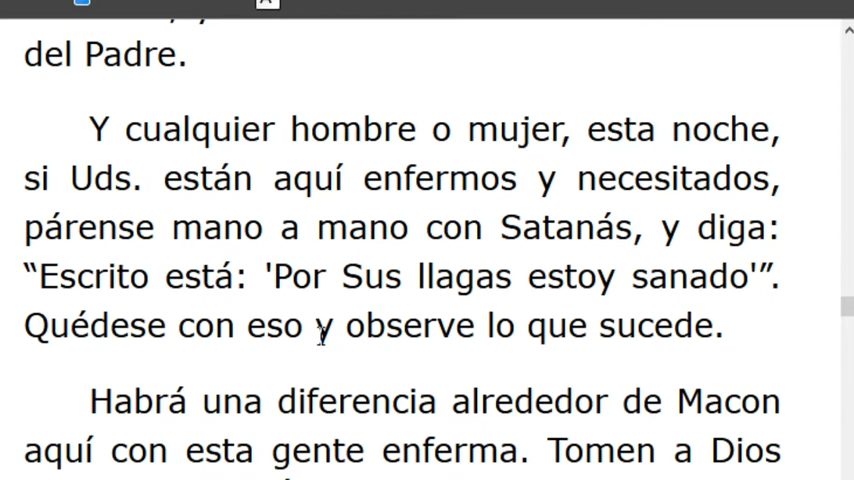 del Padre.
Y cualquier hombre o mujer, esta noche,
si Uds. están aquí enfermos y necesitados,
párense mano a mano con Satanás, y diga:
“Escrito está: 'Por Sus llagas estoy sanado'”.
Quédese con eso y observe lo que sucede.
Habrá una diferencia alrededor de Macon
aquí con esta gente enferma. Tomen a Dios